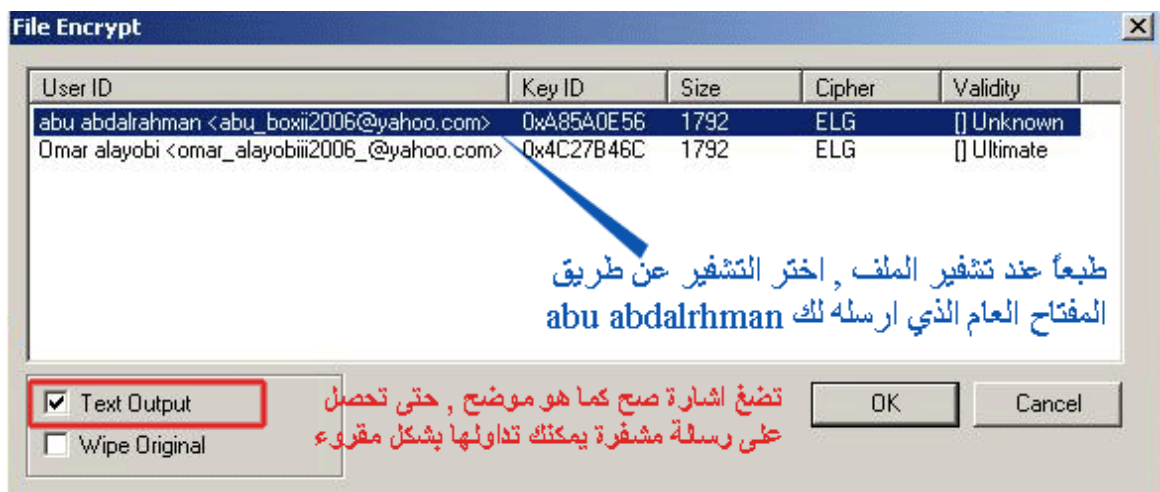 File Encrypt
User ID Key ID Size Cipher Validity
abu abdalrahman <abu_boxii2006@yahoo.com> 0xA85A0E56 1792 ELG [] Unknown
Omar alayobi <omar_alayobiii2006_@yahoo.com> 0x4C27B46C 1792 ELG [] Ultimate
طبعاً عند تشفير الملف , اختر التشفير عن طريق
المفتاح العام الذي ارسله لك abu abdalrhman
Text Output
Wipe Original
تضغ اشارة صح كما هو موضح , حتى تحصل
على رسالة مشفرة يمكنك تداولها بشكل مقروء
OK
Cancel